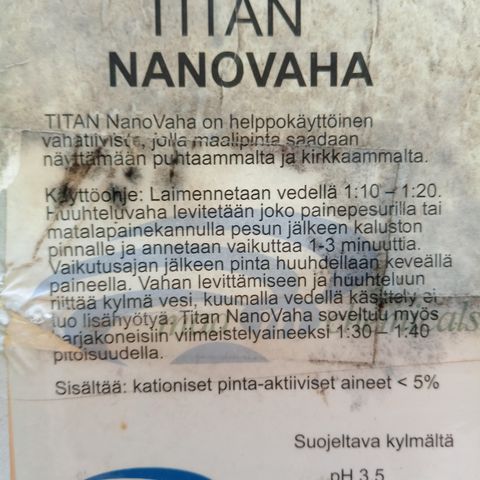 TITAN
NANOVAHA
TITAN NanoVaha on helppokäyttöinen
vahatiiviste, jolla maalipinta saadaan
näyttämään puhtaammalta ja kirkkaammalta.
Käyttöohje: Laimennetaan vedellä 1:10 – 1:20.
Huuhteluvaha levitetään joko painepesurilla tai
matalapainekannulla pesun jälkeen kaluston
pinnalle ja annetaan vaikuttaa 1-3 minuuttia.
Vaikutusajan jälkeen pinta huuhdellaan keveällä
paineella. Vahan levittämiseen ja huuhteluun
riittää kylmä vesi, kuumalla vedellä käsittely ei
tuo lisähyötyä. Titan NanoVaha soveltuu myös
harjakoneisiin viimeistelyaineeksi 1:30 – 1:40
pitoisuudella.
Sisältää: kationiset pinta-aktiiviset aineet < 5%
Suojeltava kylmältä
pH 3,5